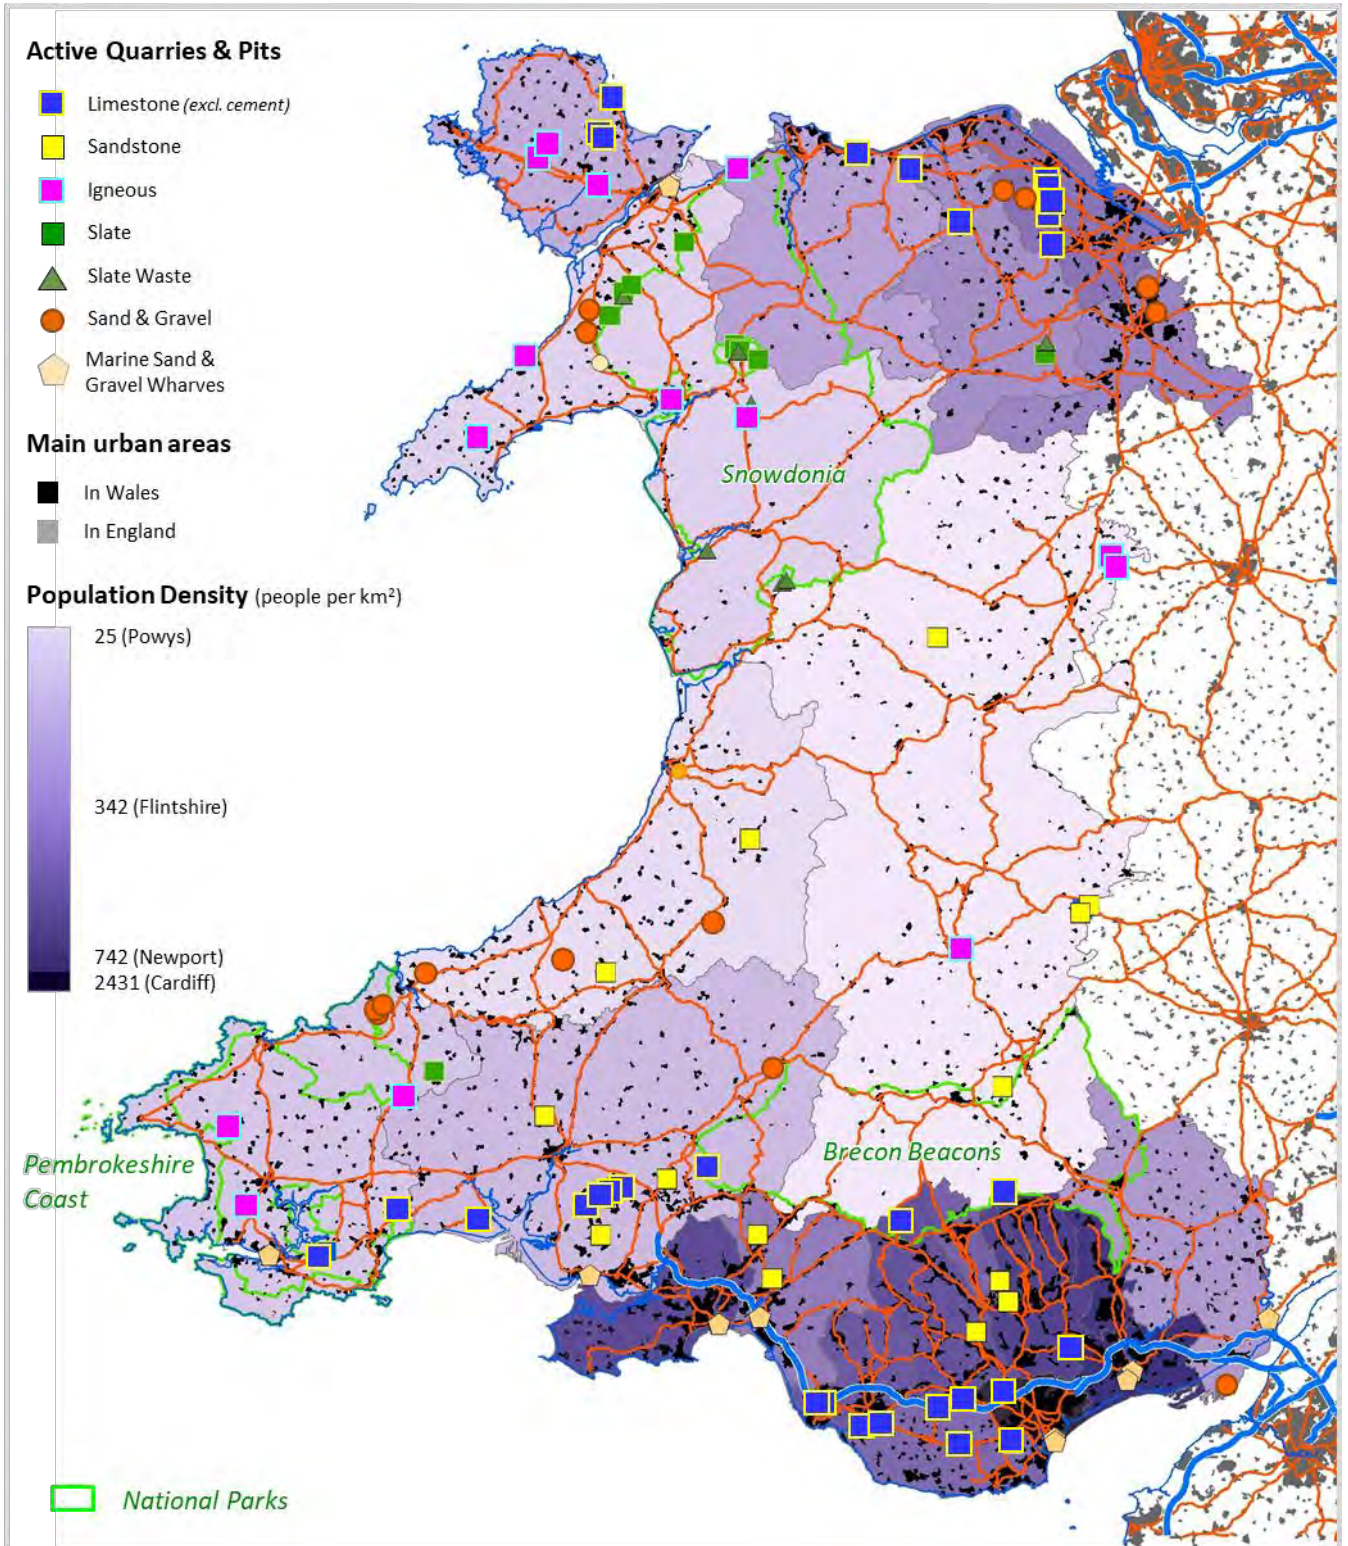 Active Quarries & Pits
Limestone (excl. cement)
Sandstone
Igneous
Slate
Slate Waste
Sand & Gravel
Marine Sand &
Gravel Wharves
Main urban areas
In Wales
In England
Population Density (people per km²)
25 (Powys)
342 (Flintshire)
742 (Newport)
2431 (Cardiff)
Snowdonia
Pembrokeshire
Coast
Brecon Beacons
National Parks